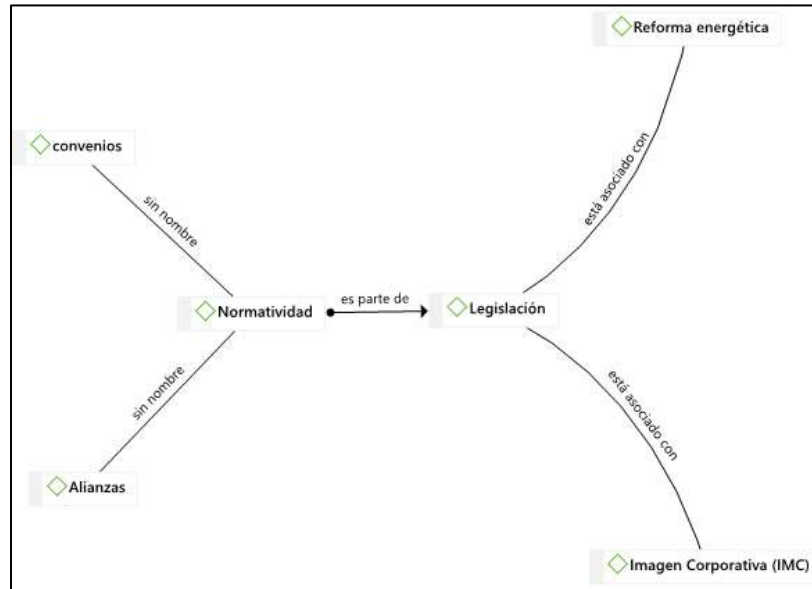 Reforma energética
convenios
está asociado con
sin nombre
Normatividad
es parte de
Legislación
sin nombre
está asociado con
Alianzas
Imagen Corporativa (IMC)